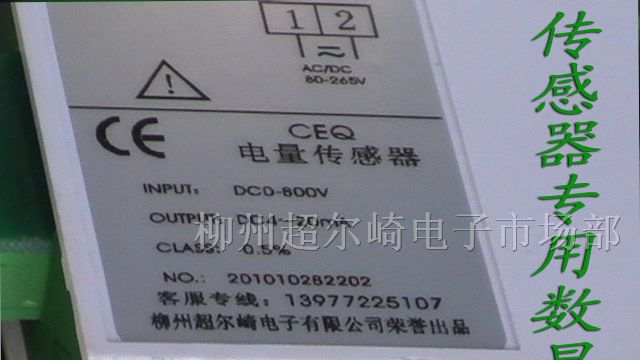 1 2
AC/DC
80-265V
CE
CEQ
电量传感器
INPUT: DC0-800V
OUTPUT: DC4-20mA
CLASS: 0.5%
NO.: 201010282202
客服专线: 13977225107
柳州超尔崎电子有限公司荣誉出品
柳州超尔崎电子市场部
传感器专用数显